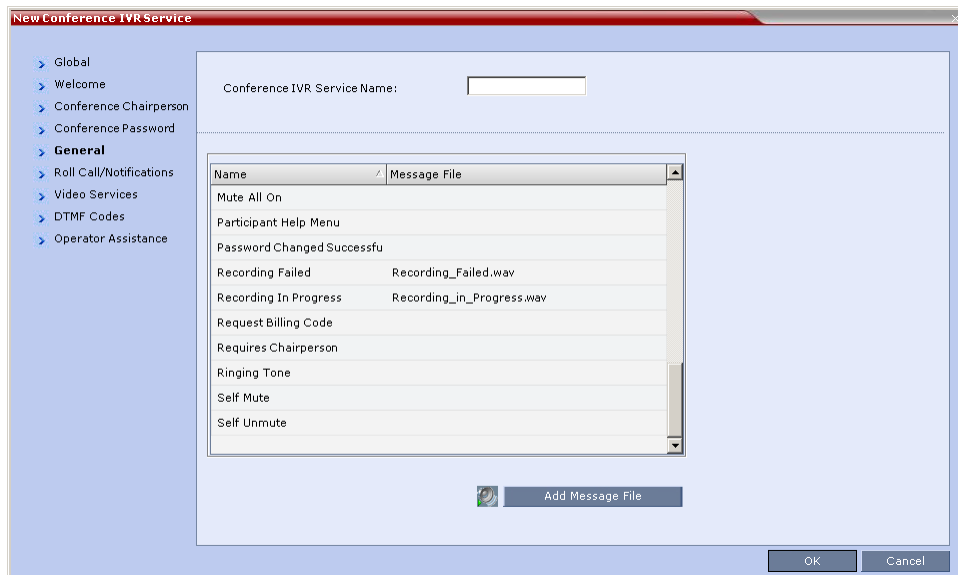 New Conference IVR Service
Global
Welcome
Conference Chairperson
Conference Password
General
Roll Call/Notifications
Video Services
DTMF Codes
Operator Assistance
Conference IVR Service Name:
Name Message File
Mute All On
Participant Help Menu
Password Changed Successfu
Recording Failed Recording_Failed.wav
Recording In Progress Recording_in_Progress.wav
Request Billing Code
Requires Chairperson
Ringing Tone
Self Mute
Self Unmute
Add Message File
OK Cancel